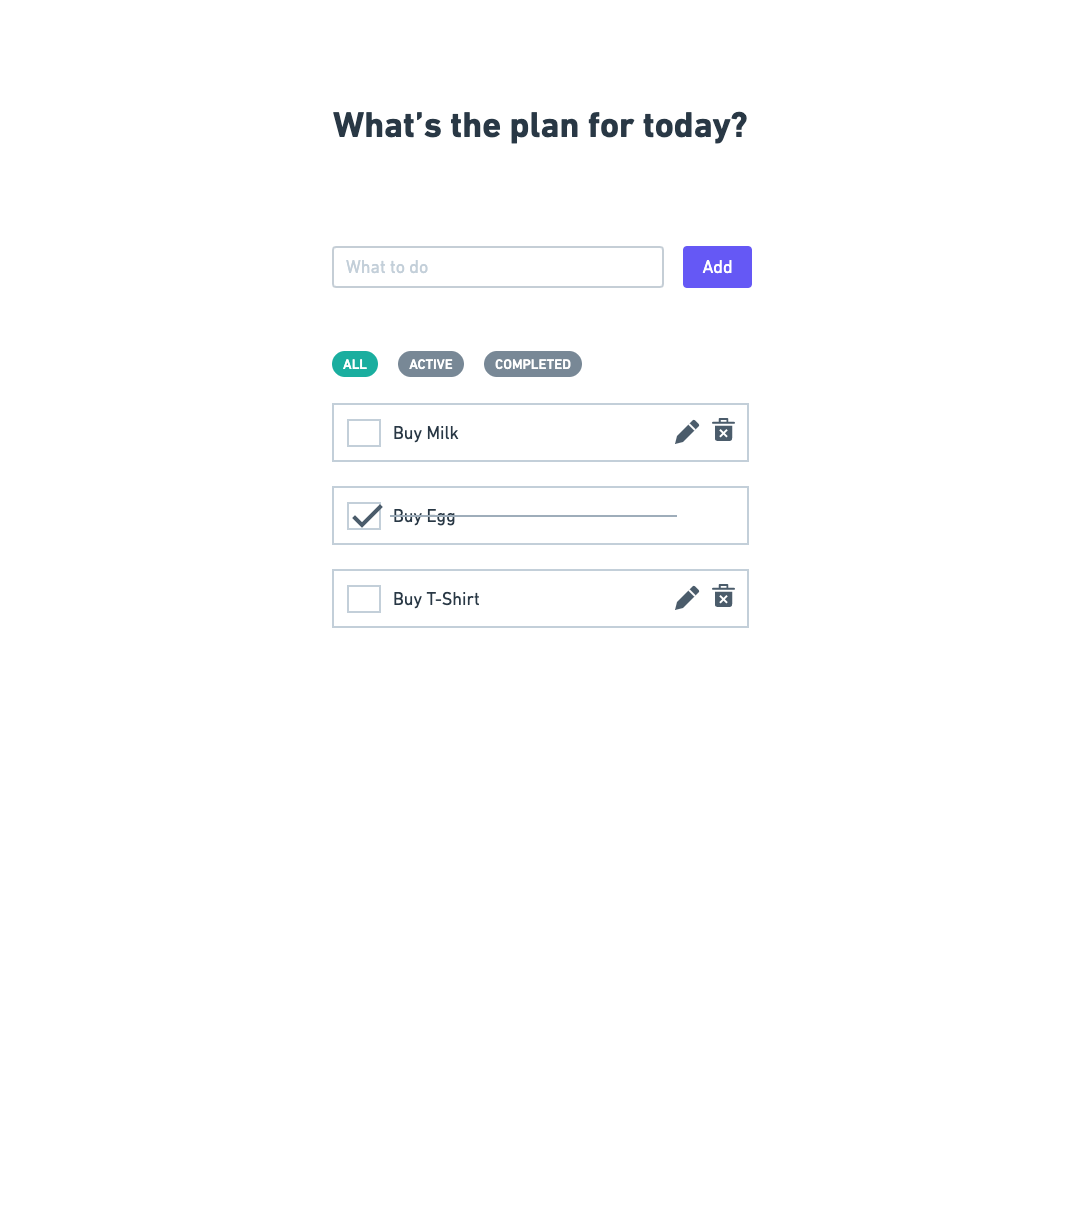 What’s the plan for today?
What to do
Add
ALL ACTIVE COMPLETED
Buy Milk
Buy Egg
Buy T-Shirt